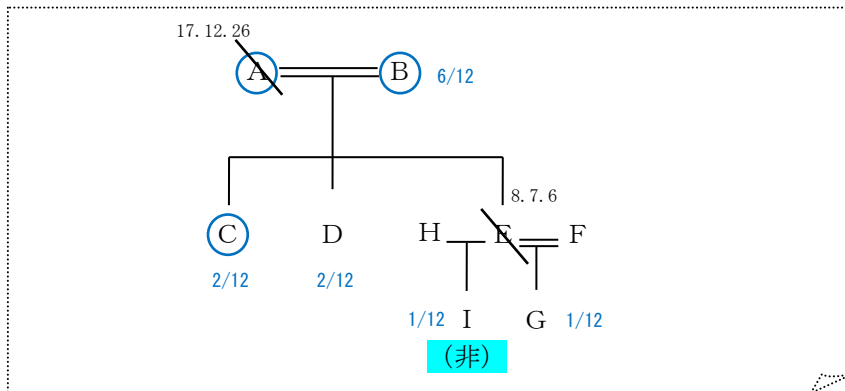 17.12.26
A B 6/12
8.7.6
C D H E F
2/12 2/12
1/12 I G 1/12
(非)